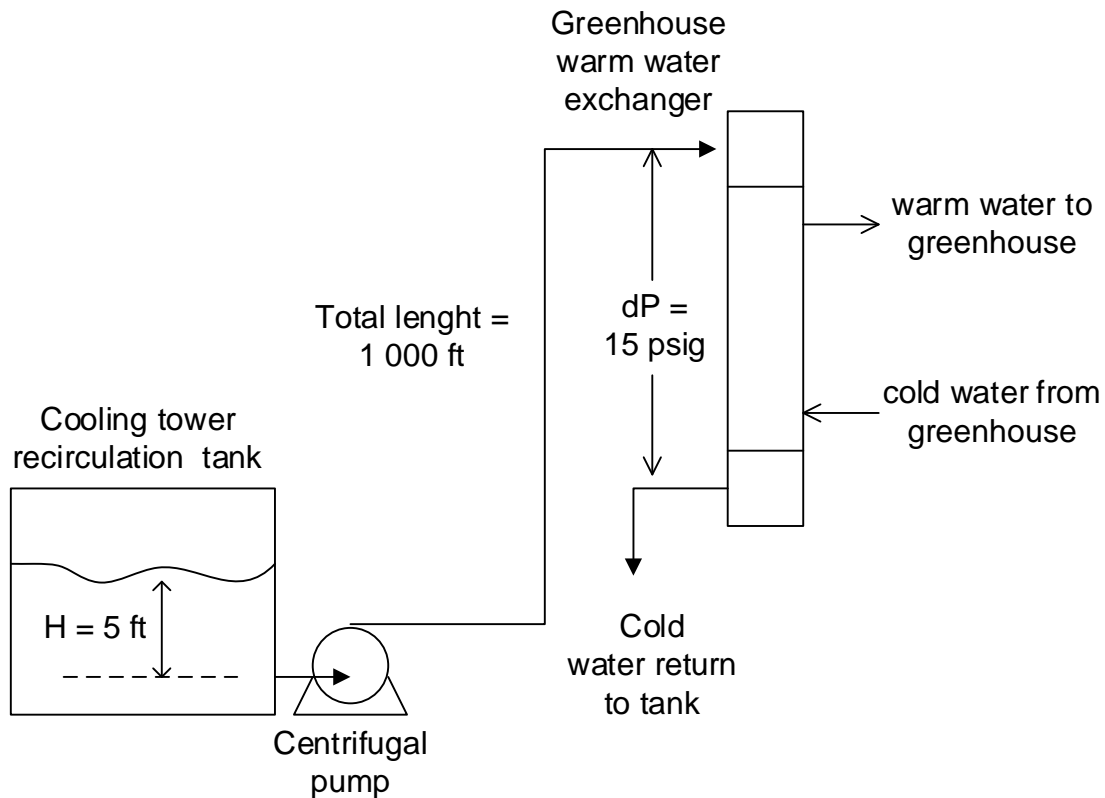 Greenhouse
warm water
exchanger
warm water to
greenhouse
Total lenght =
1 000 ft
dP =
15 psig
cold water from
greenhouse
Cooling tower
recirculation tank
H = 5 ft
Cold
water return
to tank
Centrifugal
pump